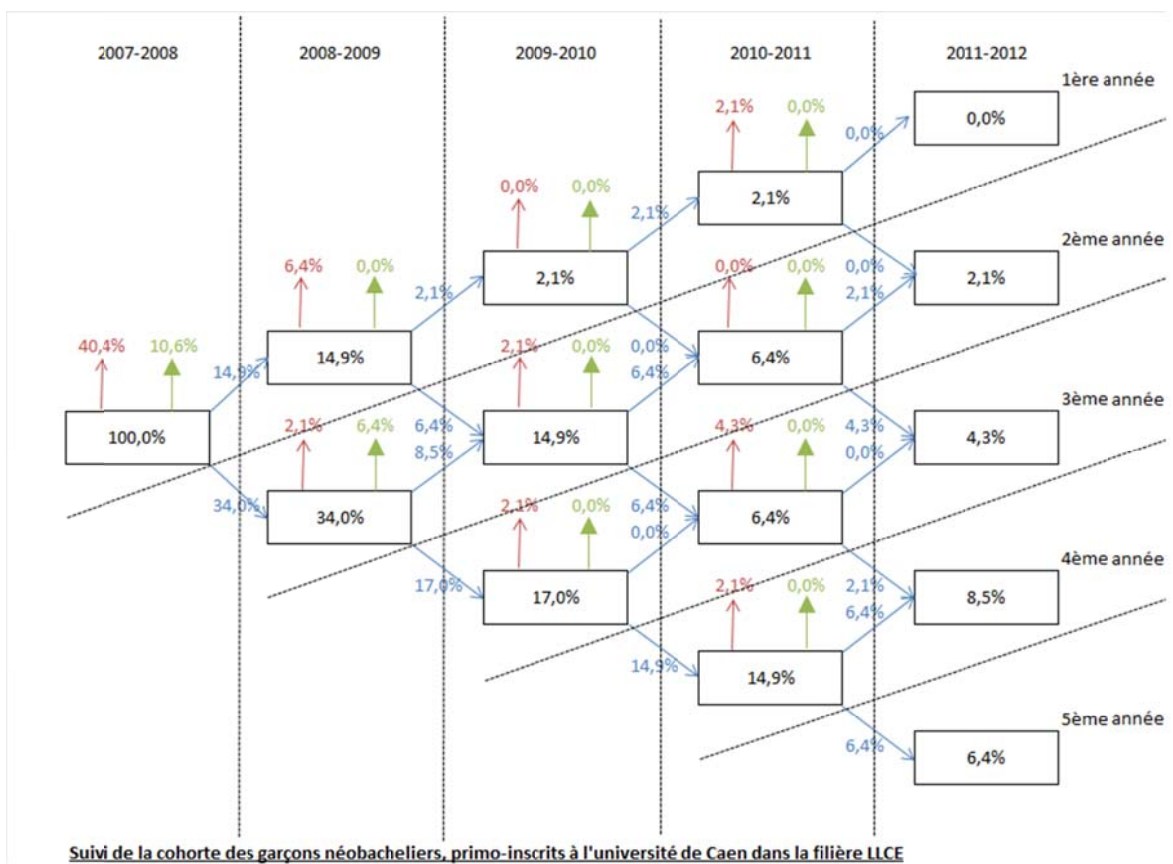 2007-2008 2008-2009 2009-2010 2010-2011 2011-2012
1ère année
2,1% 0,0% 0,0% 0,0%
0,0% 0,0% 2,1% 2,1%
2ème année
6,4% 0,0% 2,1% 2,1% 0,0% 0,0% 0,0% 2,1%
2,1%
40,4% 10,6% 14,9% 14,9% 2,1% 0,0% 0,0% 6,4%
6,4%
3ème année
100,0% 2,1% 6,4% 6,4% 14,9% 4,3% 0,0% 4,3% 4,3%
8,5% 0,0%
34,0% 34,0% 2,1% 0,0% 6,4% 6,4%
0,0%
4ème année
17,0% 17,0% 2,1% 0,0% 2,1% 8,5%
6,4%
14,9% 14,9%
5ème année
6,4% 6,4%
Suivi de la cohorte des garçons néobacheliers, primo-inscrits à l'université de Caen dans la filière LLCE